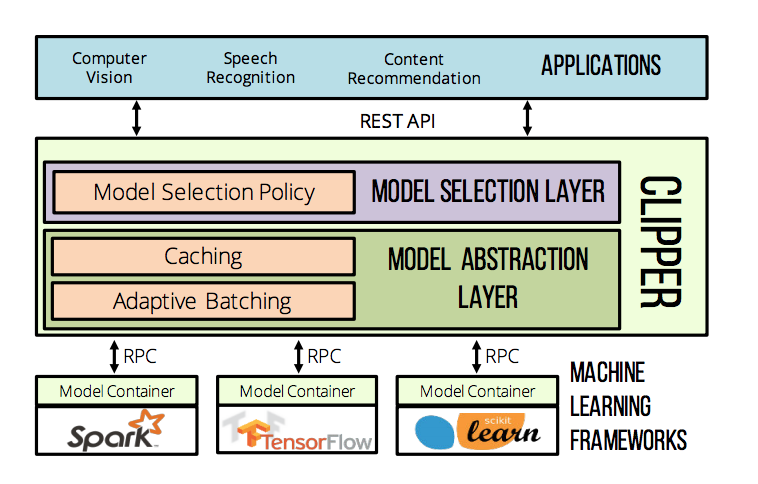 Computer
Vision
Speech
Recognition
Content
Recommendation
APPLICATIONS
REST API
Model Selection Policy
MODEL SELECTION LAYER
CLIPPER
Caching
Adaptive Batching
MODEL ABSTRACTION
LAYER
RPC
RPC
RPC
Model Container
Spark™
Model Container
TensorFlow
Model Container
scikit
learn
MACHINE
LEARNING
FRAMEWORKS